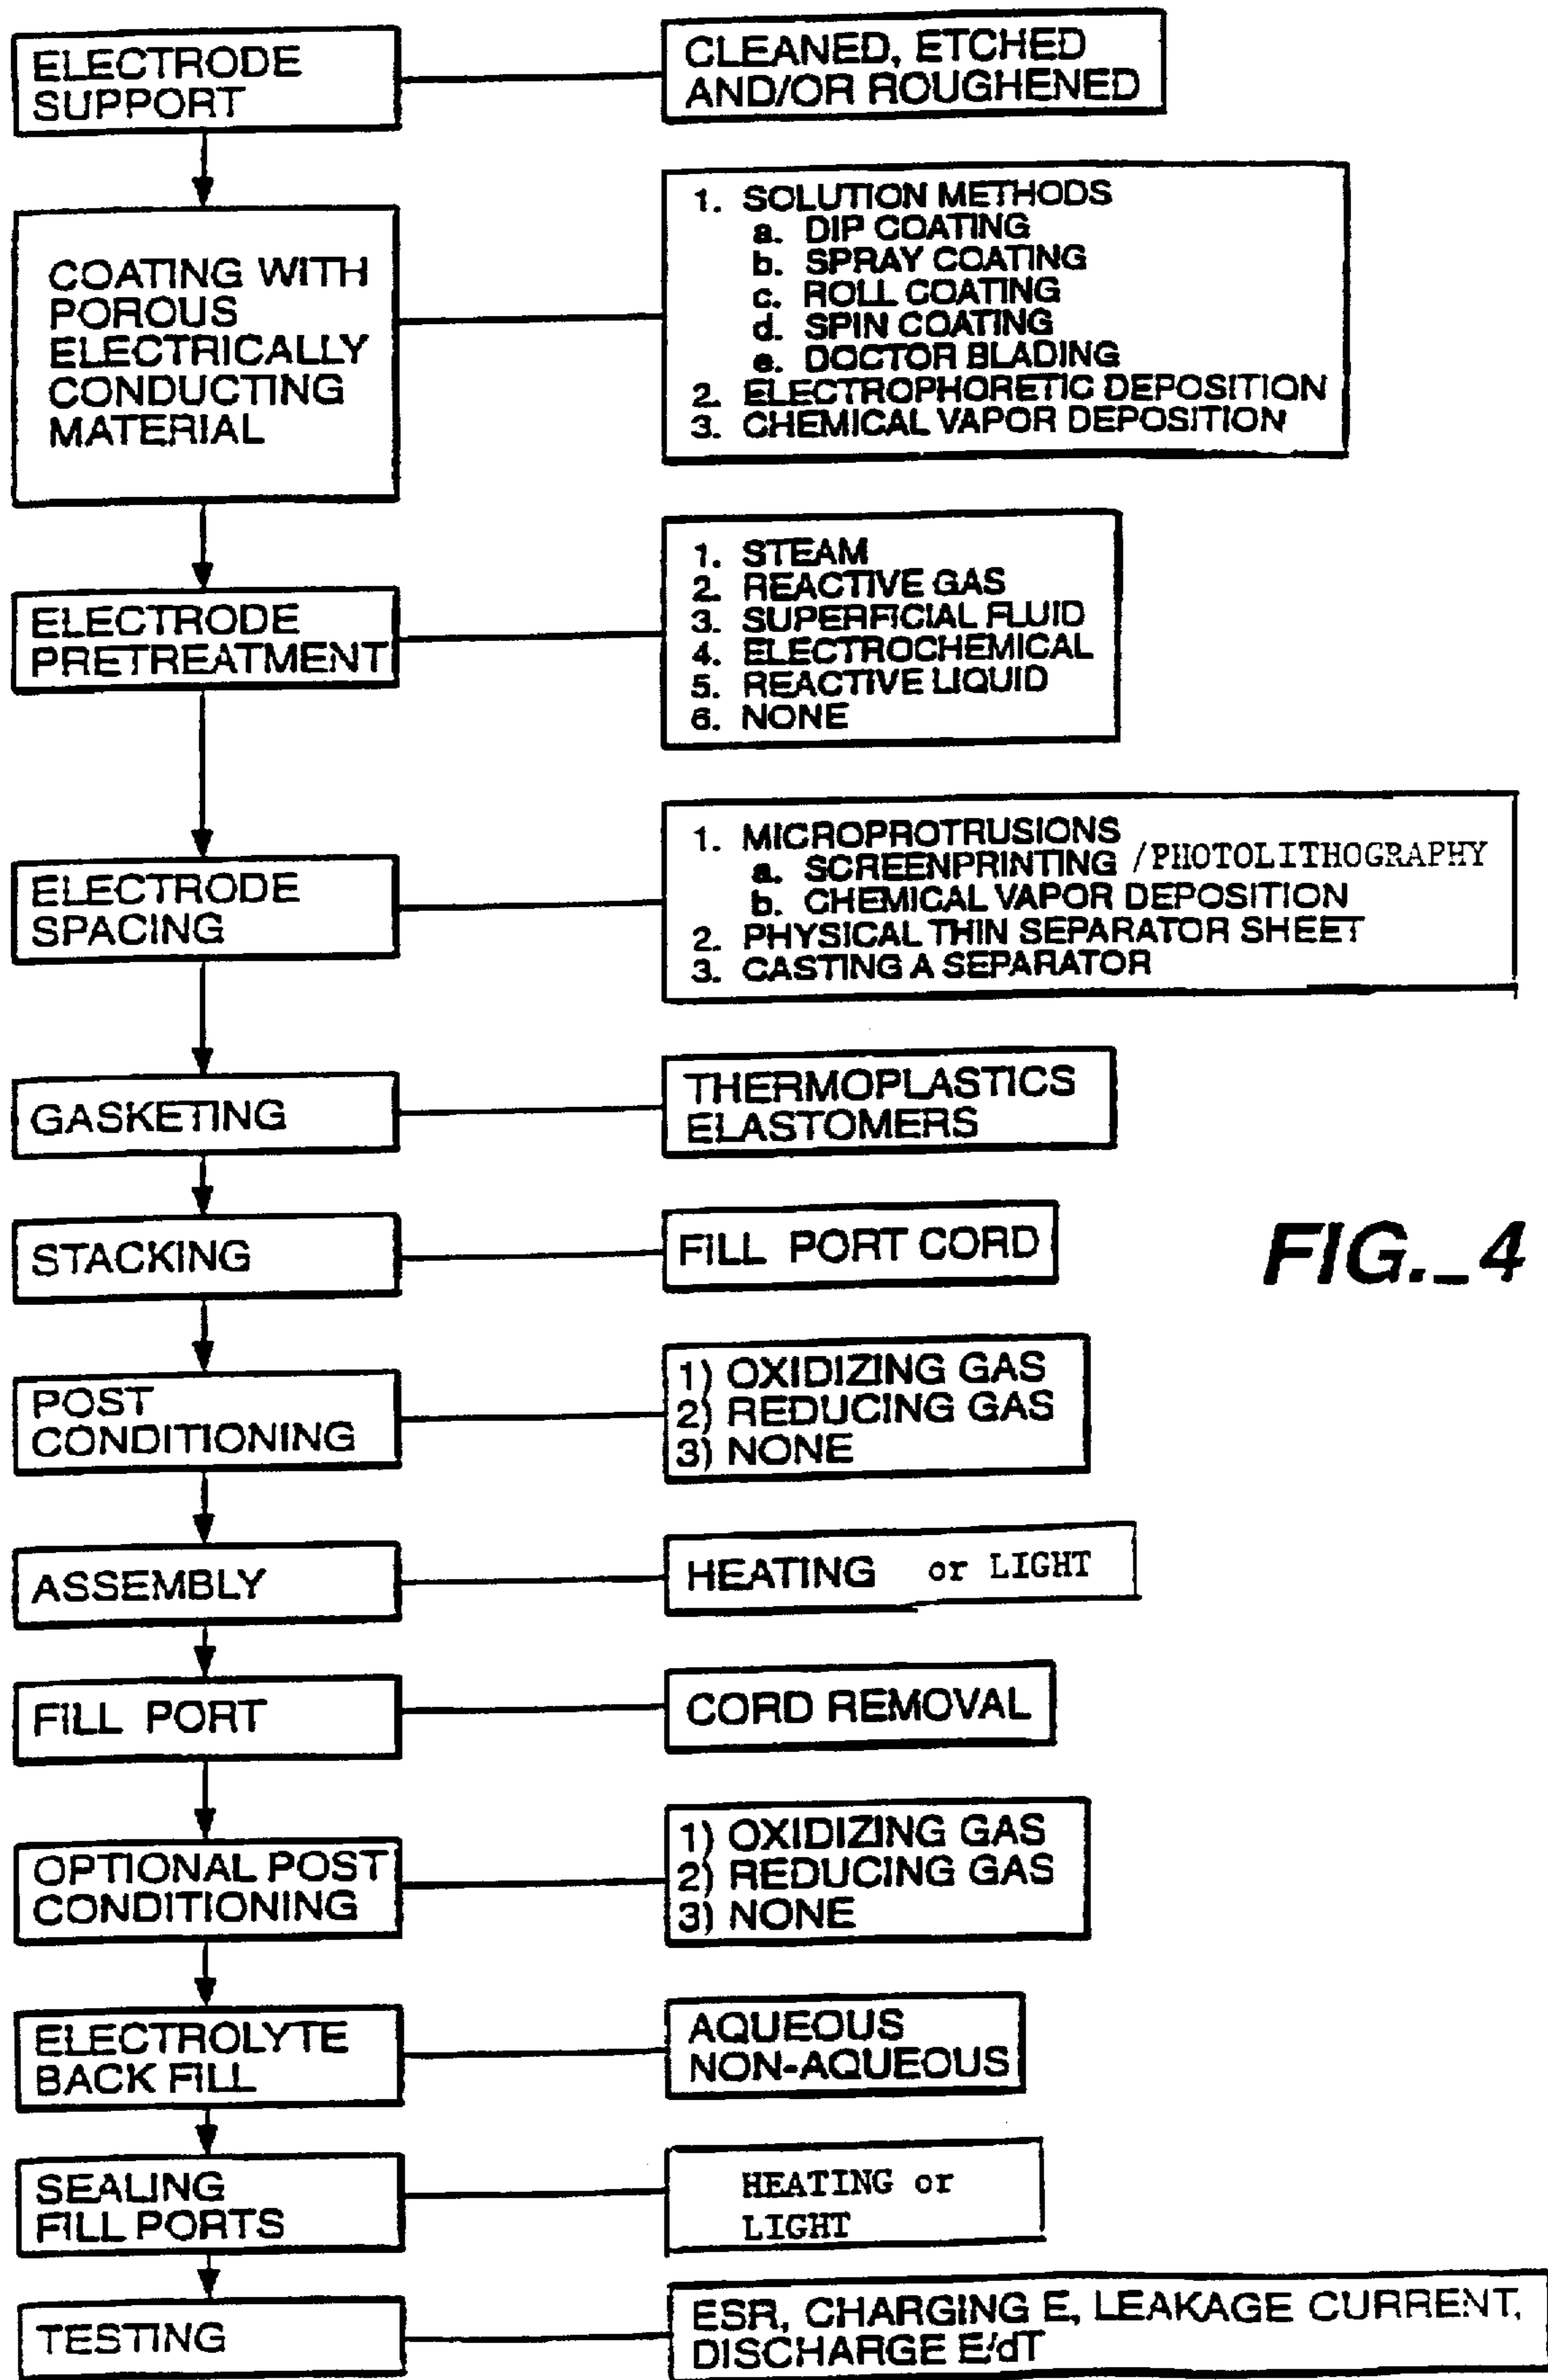 ELECTRODE
SUPPORT
CLEANED, ETCHED
AND/OR ROUGHENED
COATING WITH
POROUS
ELECTRICALLY
CONDUCTING
MATERIAL
1. SOLUTION METHODS
a. DIP COATING
b. SPRAY COATING
c. ROLL COATING
d. SPIN COATING
e. DOCTOR BLADING
2. ELECTROPHORETIC DEPOSITION
3. CHEMICAL VAPOR DEPOSITION
ELECTRODE
PRETREATMENT
1. STEAM
2. REACTIVE GAS
3. SUPERFICIAL FLUID
4. ELECTROCHEMICAL
5. REACTIVE LIQUID
6. NONE
ELECTRODE
SPACING
1. MICROPROTRUSIONS
a. SCREENPRINTING /PHOTOLITHOGRAPHY
b. CHEMICAL VAPOR DEPOSITION
2. PHYSICAL THIN SEPARATOR SHEET
3. CASTING A SEPARATOR
GASKETING
THERMOPLASTICS
ELASTOMERS
STACKING
FILL PORT CORD
FIG._4
POST
CONDITIONING
1) OXIDIZING GAS
2) REDUCING GAS
3) NONE
ASSEMBLY
HEATING or LIGHT
FILL PORT
CORD REMOVAL
OPTIONAL POST
CONDITIONING
1) OXIDIZING GAS
2) REDUCING GAS
3) NONE
ELECTROLYTE
BACK FILL
AQUEOUS
NON-AQUEOUS
SEALING
FILL PORTS
HEATING or
LIGHT
TESTING
ESR, CHARGING E, LEAKAGE CURRENT,
DISCHARGE E/dT